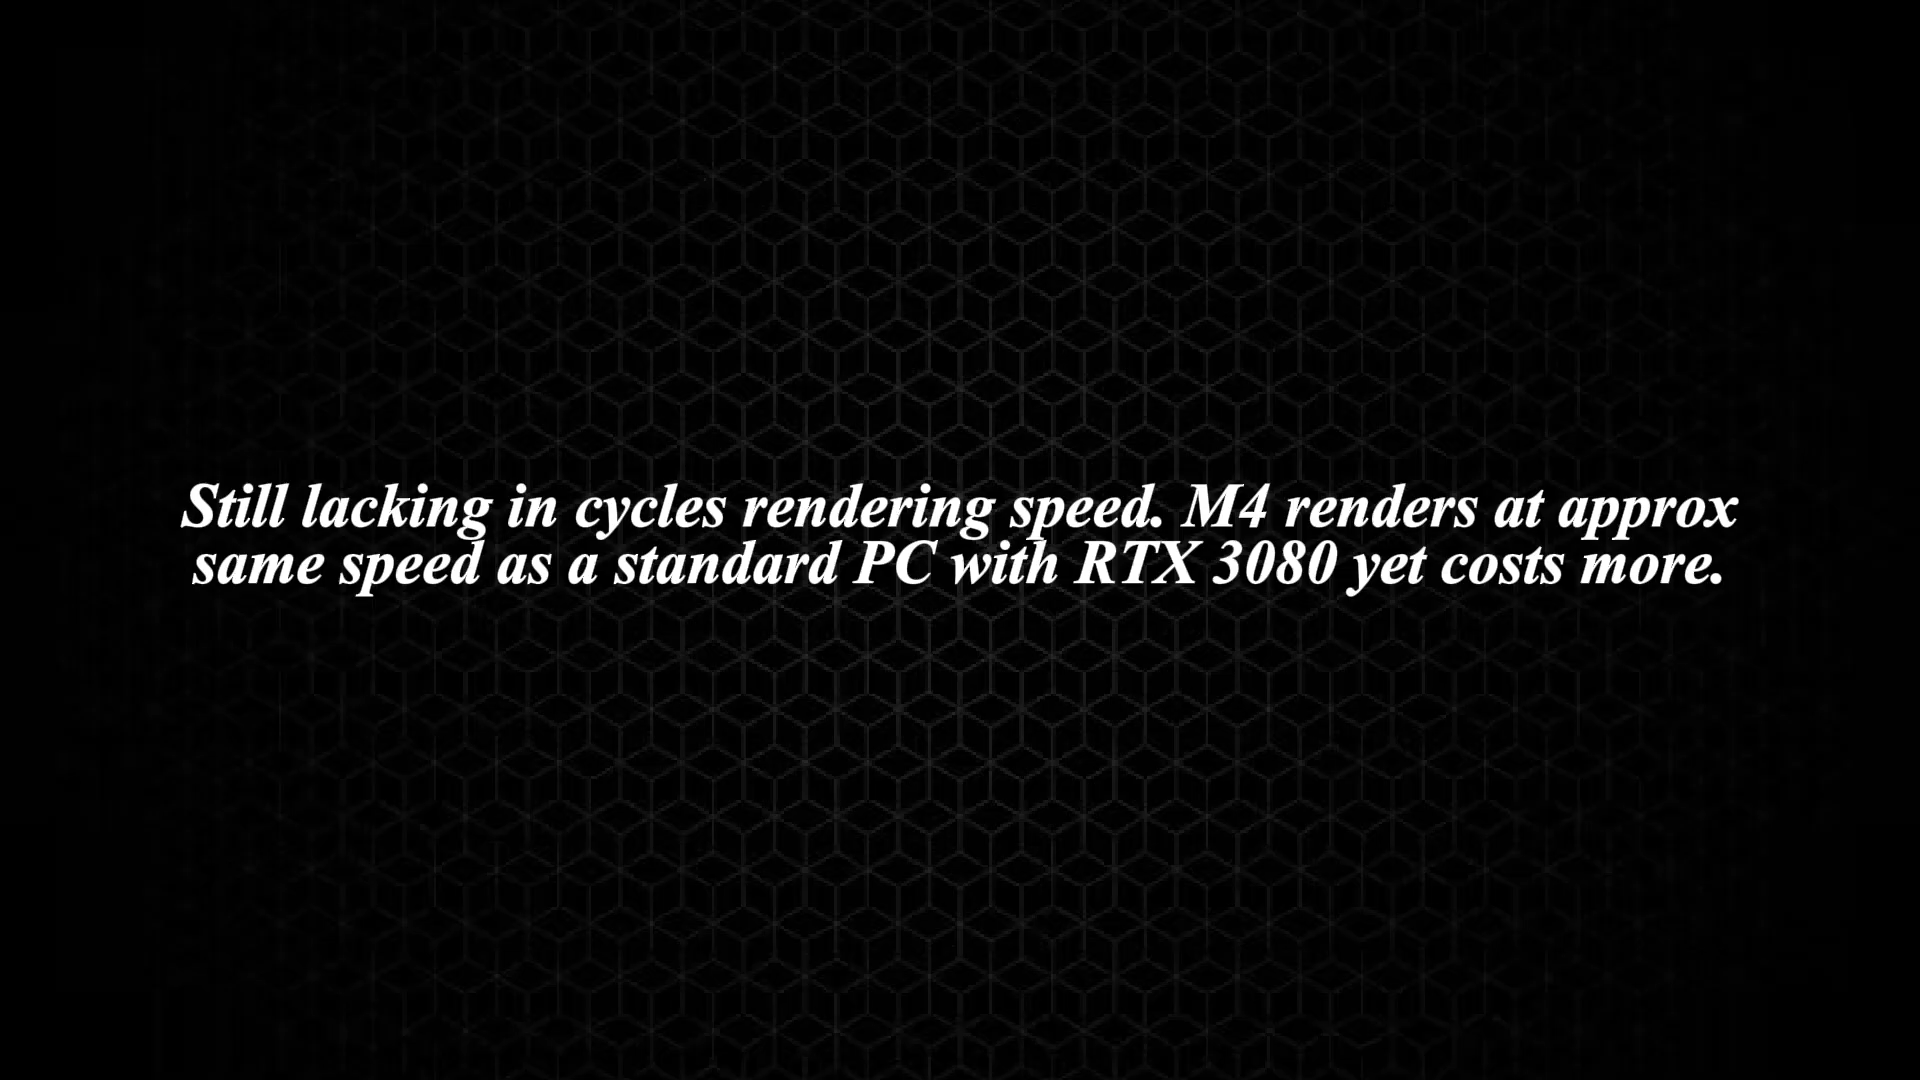 Still lacking in cycles rendering speed. M4 renders at approx
same speed as a standard PC with RTX 3080 yet costs more.